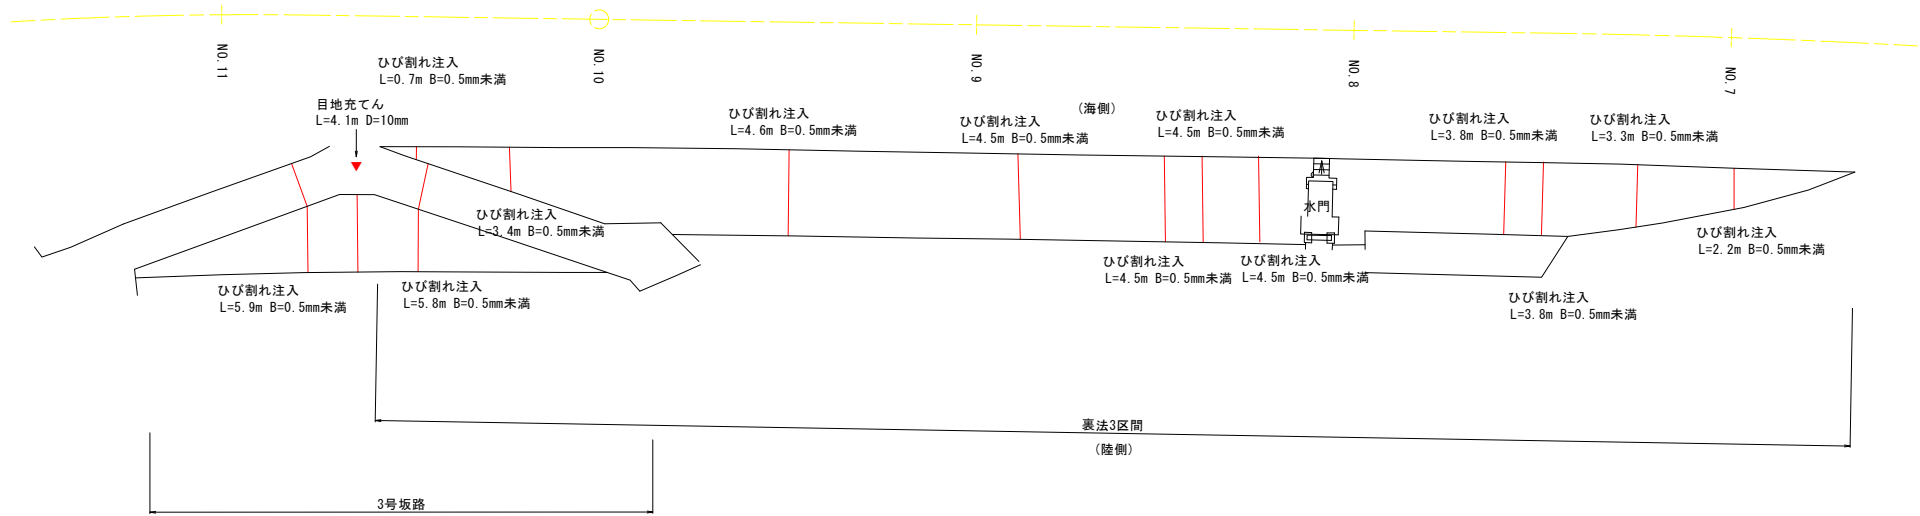 NO.11
NO.10
NO.9
NO.8
NO.7
ひび割れ注入
L=0.7m B=0.5mm未満
目地充てん
L=4.1m D=10mm
(海側)
ひび割れ注入
L=4.6m B=0.5mm未満
ひび割れ注入
L=4.5m B=0.5mm未満
ひび割れ注入
L=4.5m B=0.5mm未満
ひび割れ注入
L=3.8m B=0.5mm未満
ひび割れ注入
L=3.3m B=0.5mm未満
水門
ひび割れ注入
L=3.4m B=0.5mm未満
ひび割れ注入
L=2.2m B=0.5mm未満
ひび割れ注入
L=5.9m B=0.5mm未満
ひび割れ注入
L=5.8m B=0.5mm未満
ひび割れ注入
L=4.5m B=0.5mm未満
ひび割れ注入
L=4.5m B=0.5mm未満
ひび割れ注入
L=3.8m B=0.5mm未満
裏法3区間
(陸側)
3号坂路